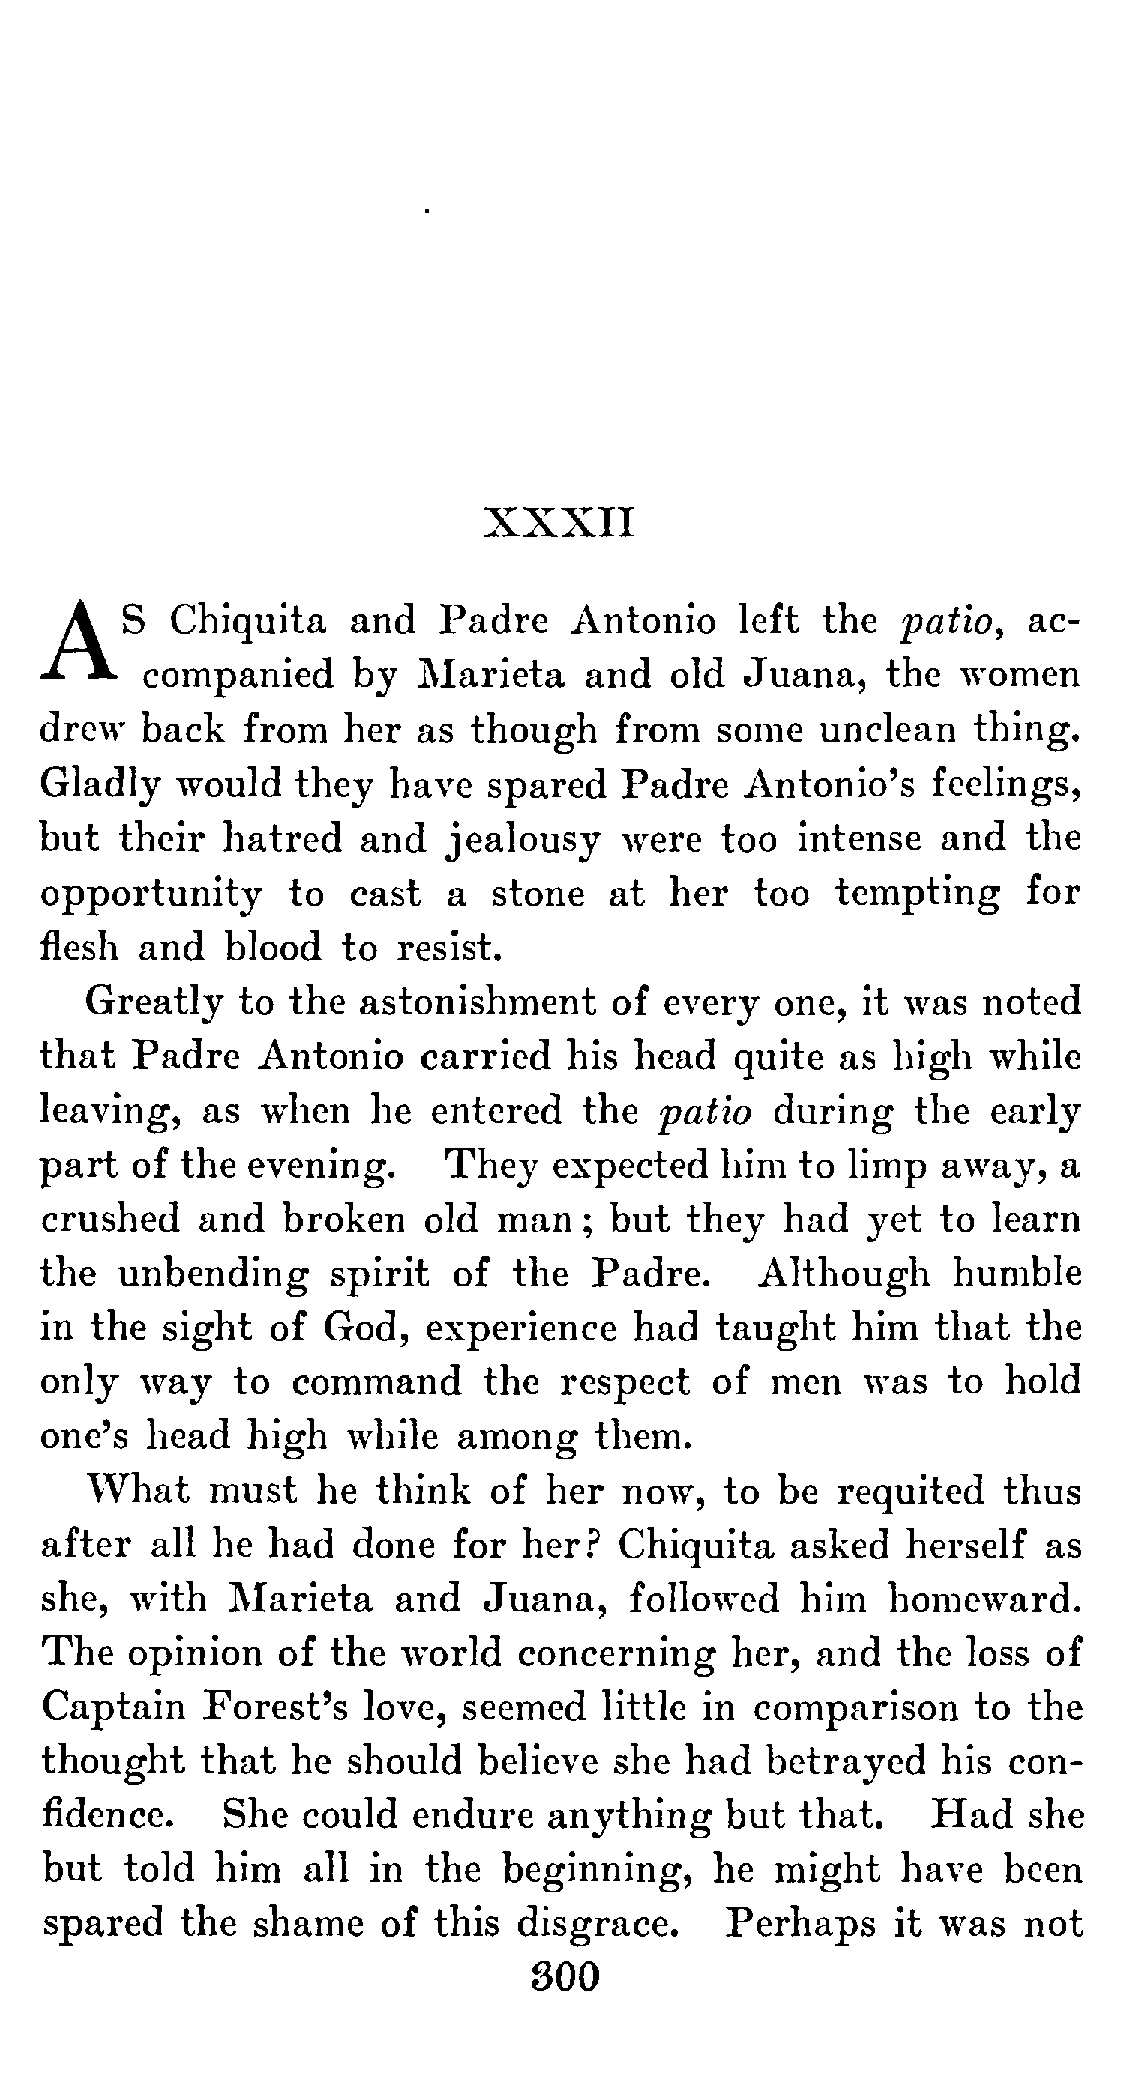 XXXII
AS Chiquita and Padre Antonio left the patio, ac-
companied by Marieta and old Juana, the women
drew back from her as though from some unclean thing.
Gladly would they have spared Padre Antonio's feelings,
but their hatred and jealousy were too intense and the
opportunity to cast a stone at her too tempting for
flesh and blood to resist.
Greatly to the astonishment of every one, it was noted
that Padre Antonio carried his head quite as high while
leaving, as when he entered the patio during the early
part of the evening. They expected him to limp away, a
crushed and broken old man; but they had yet to learn
the unbending spirit of the Padre. Although humble
in the sight of God, experience had taught him that the
only way to command the respect of men was to hold
one's head high while among them.
What must he think of her now, to be requited thus
after all he had done for her? Chiquita asked herself as
she, with Marieta and Juana, followed him homeward.
The opinion of the world concerning her, and the loss of
Captain Forest's love, seemed little in comparison to the
thought that he should believe she had betrayed his con-
fidence. She could endure anything but that. Had she
but told him all in the beginning, he might have been
spared the shame of this disgrace. Perhaps it was not
300